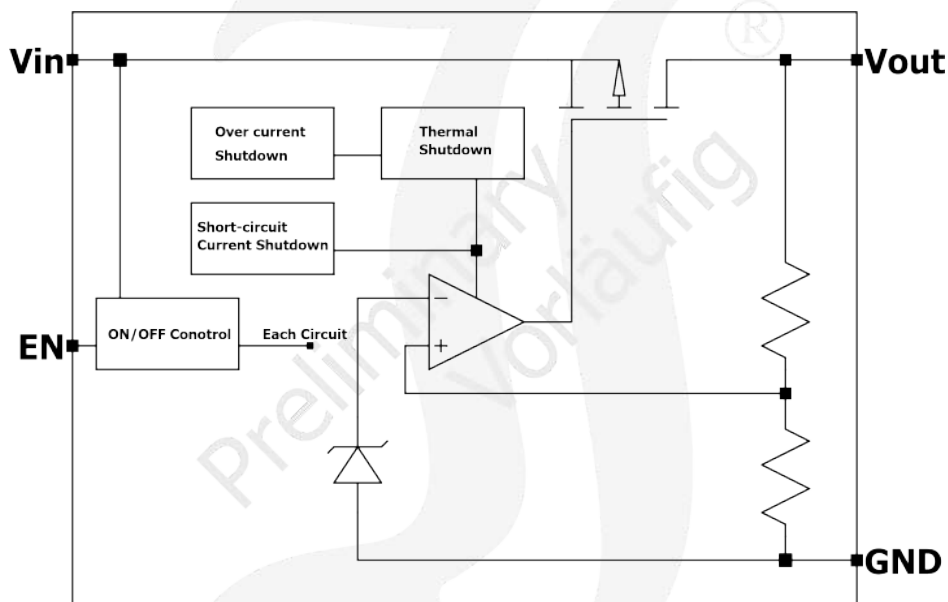 ®
Vin
Vout
Over current
Shutdown
Thermal
Shutdown
Short-circuit
Current Shutdown
Preliminary
Vorläufig
−
+
ON/OFF Conotrol
Each Circuit
EN
GND